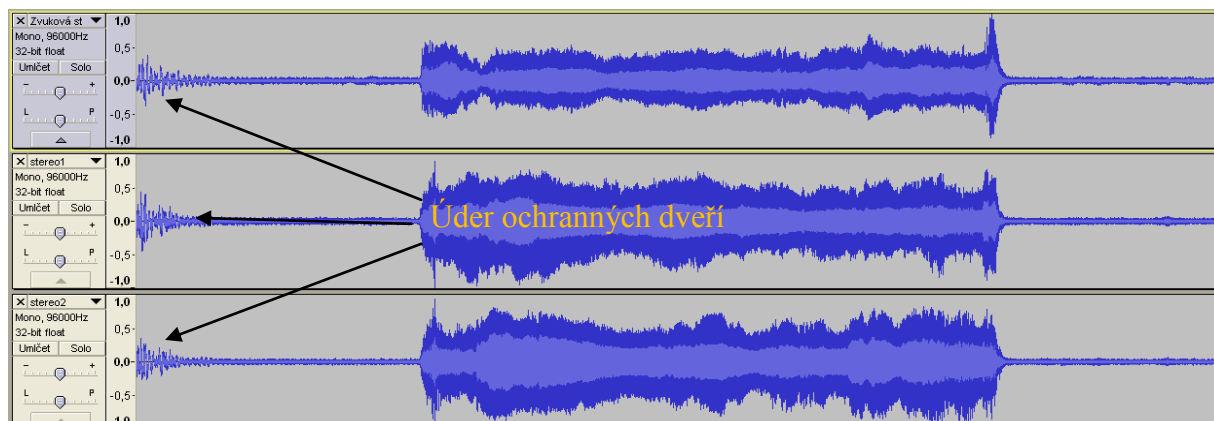 Zvuková st
Mono, 96000Hz
32-bit float
Umlčet Solo
- +
L P
1,0
0,5-
0,0-
-0,5-
-1,0
stereo1
Mono, 96000Hz
32-bit float
Umlčet Solo
- +
L P
1,0
0,5-
0,0-
-0,5-
-1,0
Úder ochranných dveří
stereo2
Mono, 96000Hz
32-bit float
Umlčet Solo
- +
L P
1,0
0,5-
0,0-
-0,5-
-1,0